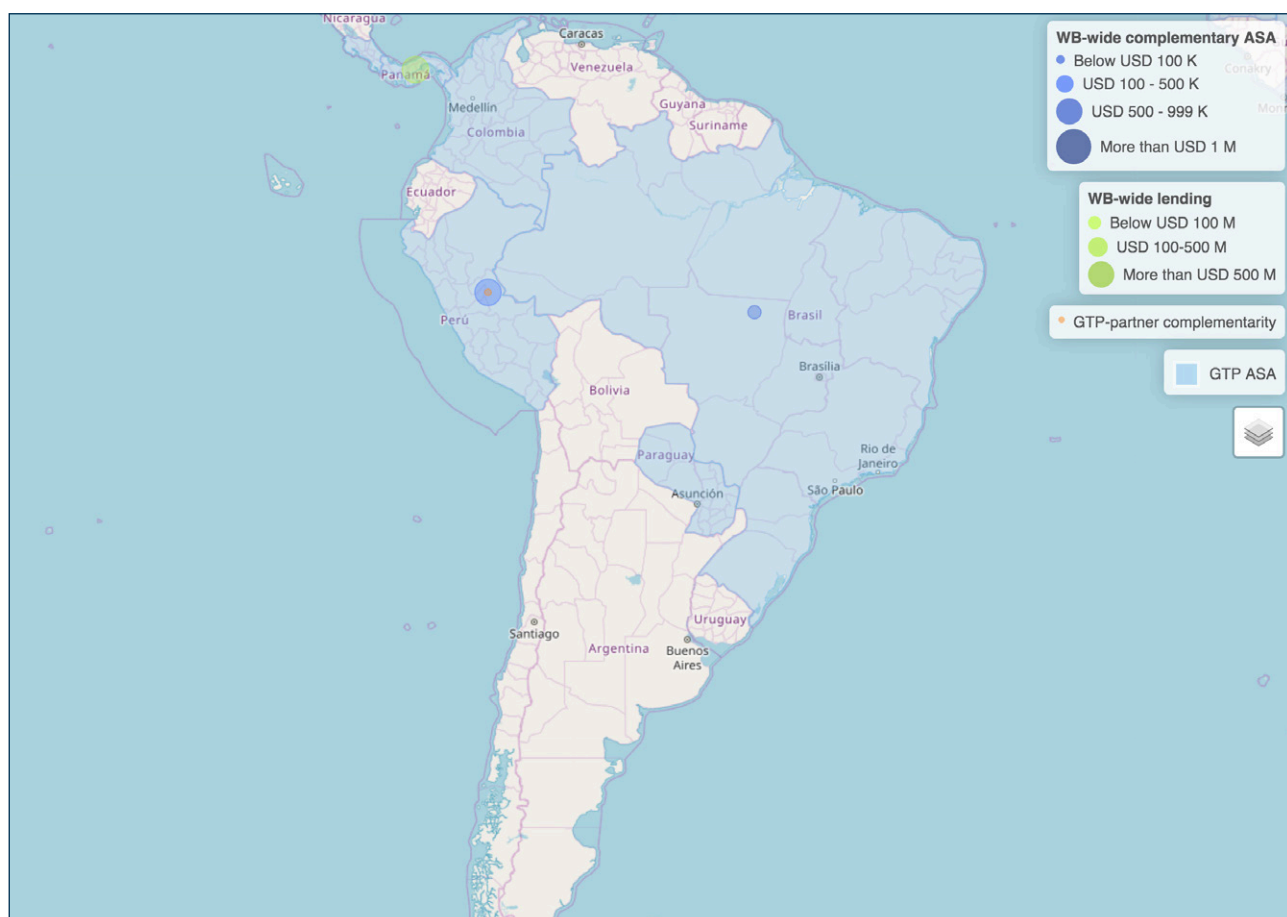 Nicaragua
Panamá
Caracas
Venezuela
Medellín
Colombia
Guyana
Suriname
Ecuador
Perú
Brasil
Brasília
Bolivia
Paraguay
Rio de
Janeiro
São Paulo
Asunción
Uruguay
Santiago
Argentina
Buenos
Aires
Conakry
WB-wide complementary ASA
Below USD 100 K
USD 100 - 500 K
USD 500 - 999 K
More than USD 1 M
WB-wide lending
Below USD 100 M
USD 100-500 M
More than USD 500 M
GTP-partner complementarity
GTP ASA